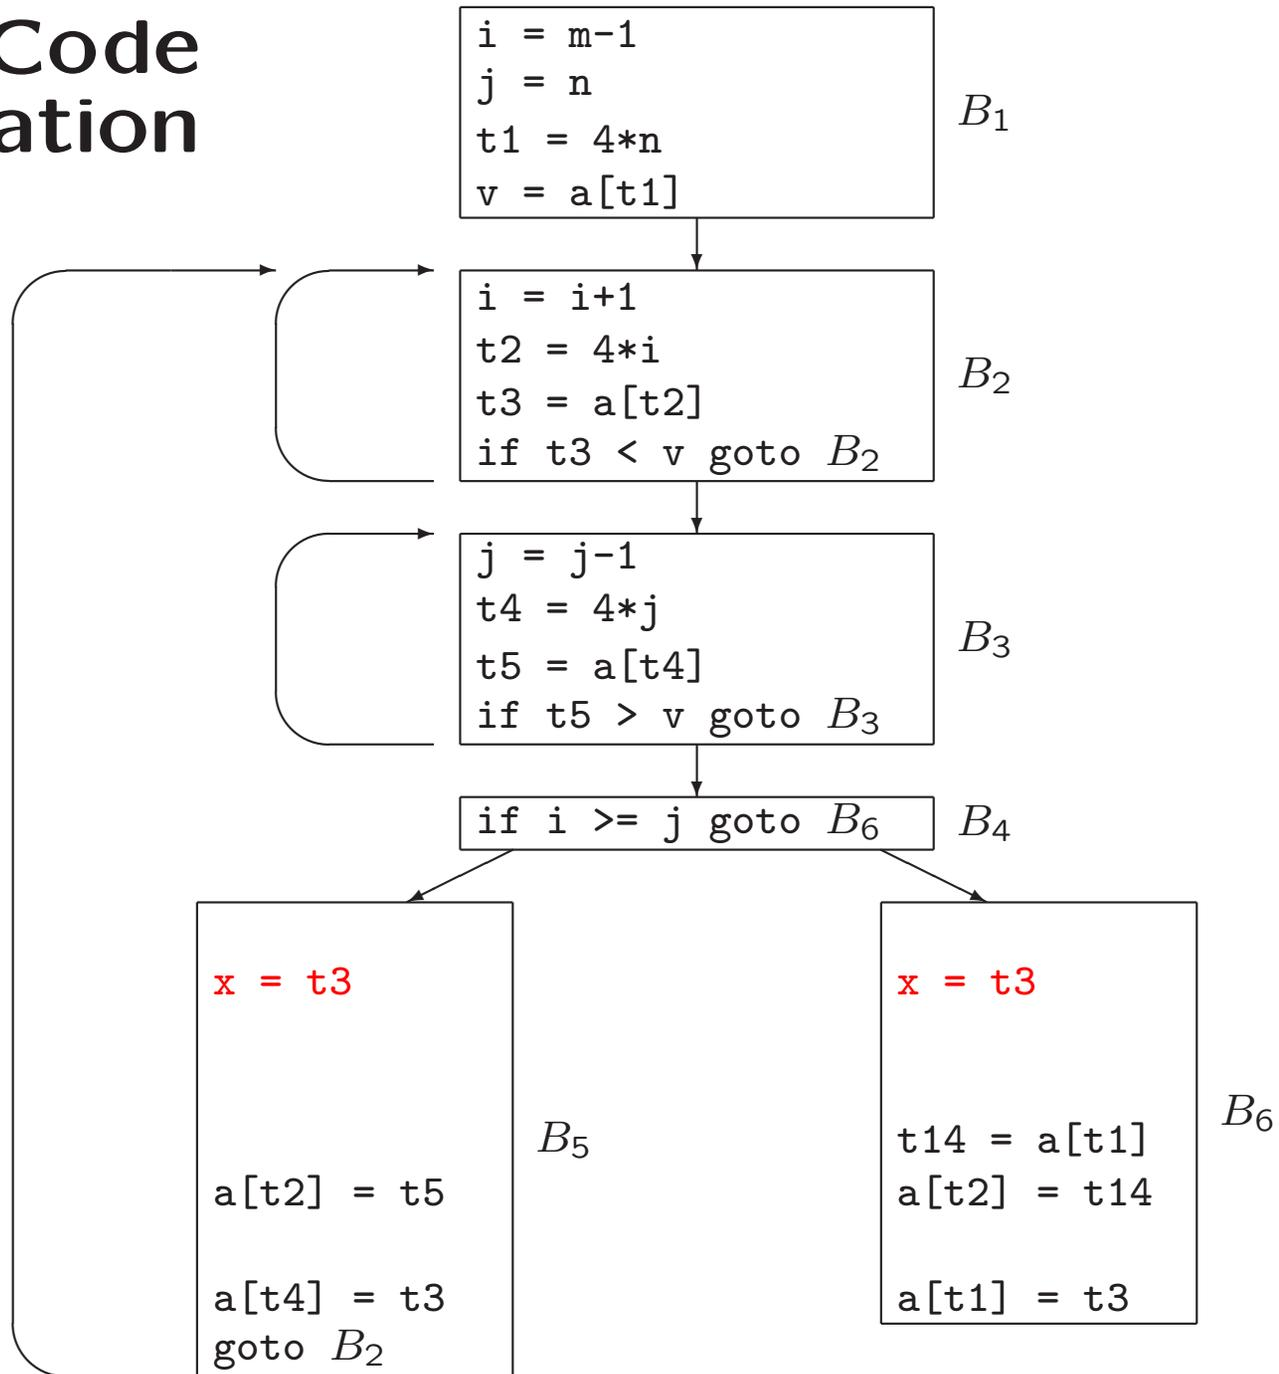 Code
ation
i = m-1
j = n
t1 = 4*n
v = a[t1]
B1
i = i+1
t2 = 4*i
t3 = a[t2]
if t3 < v goto B2
B2
j = j-1
t4 = 4*j
t5 = a[t4]
if t5 > v goto B3
B3
if i >= j goto B6
B4
x = t3
a[t2] = t5
a[t4] = t3
goto B2
B5
x = t3
t14 = a[t1]
a[t2] = t14
a[t1] = t3
B6